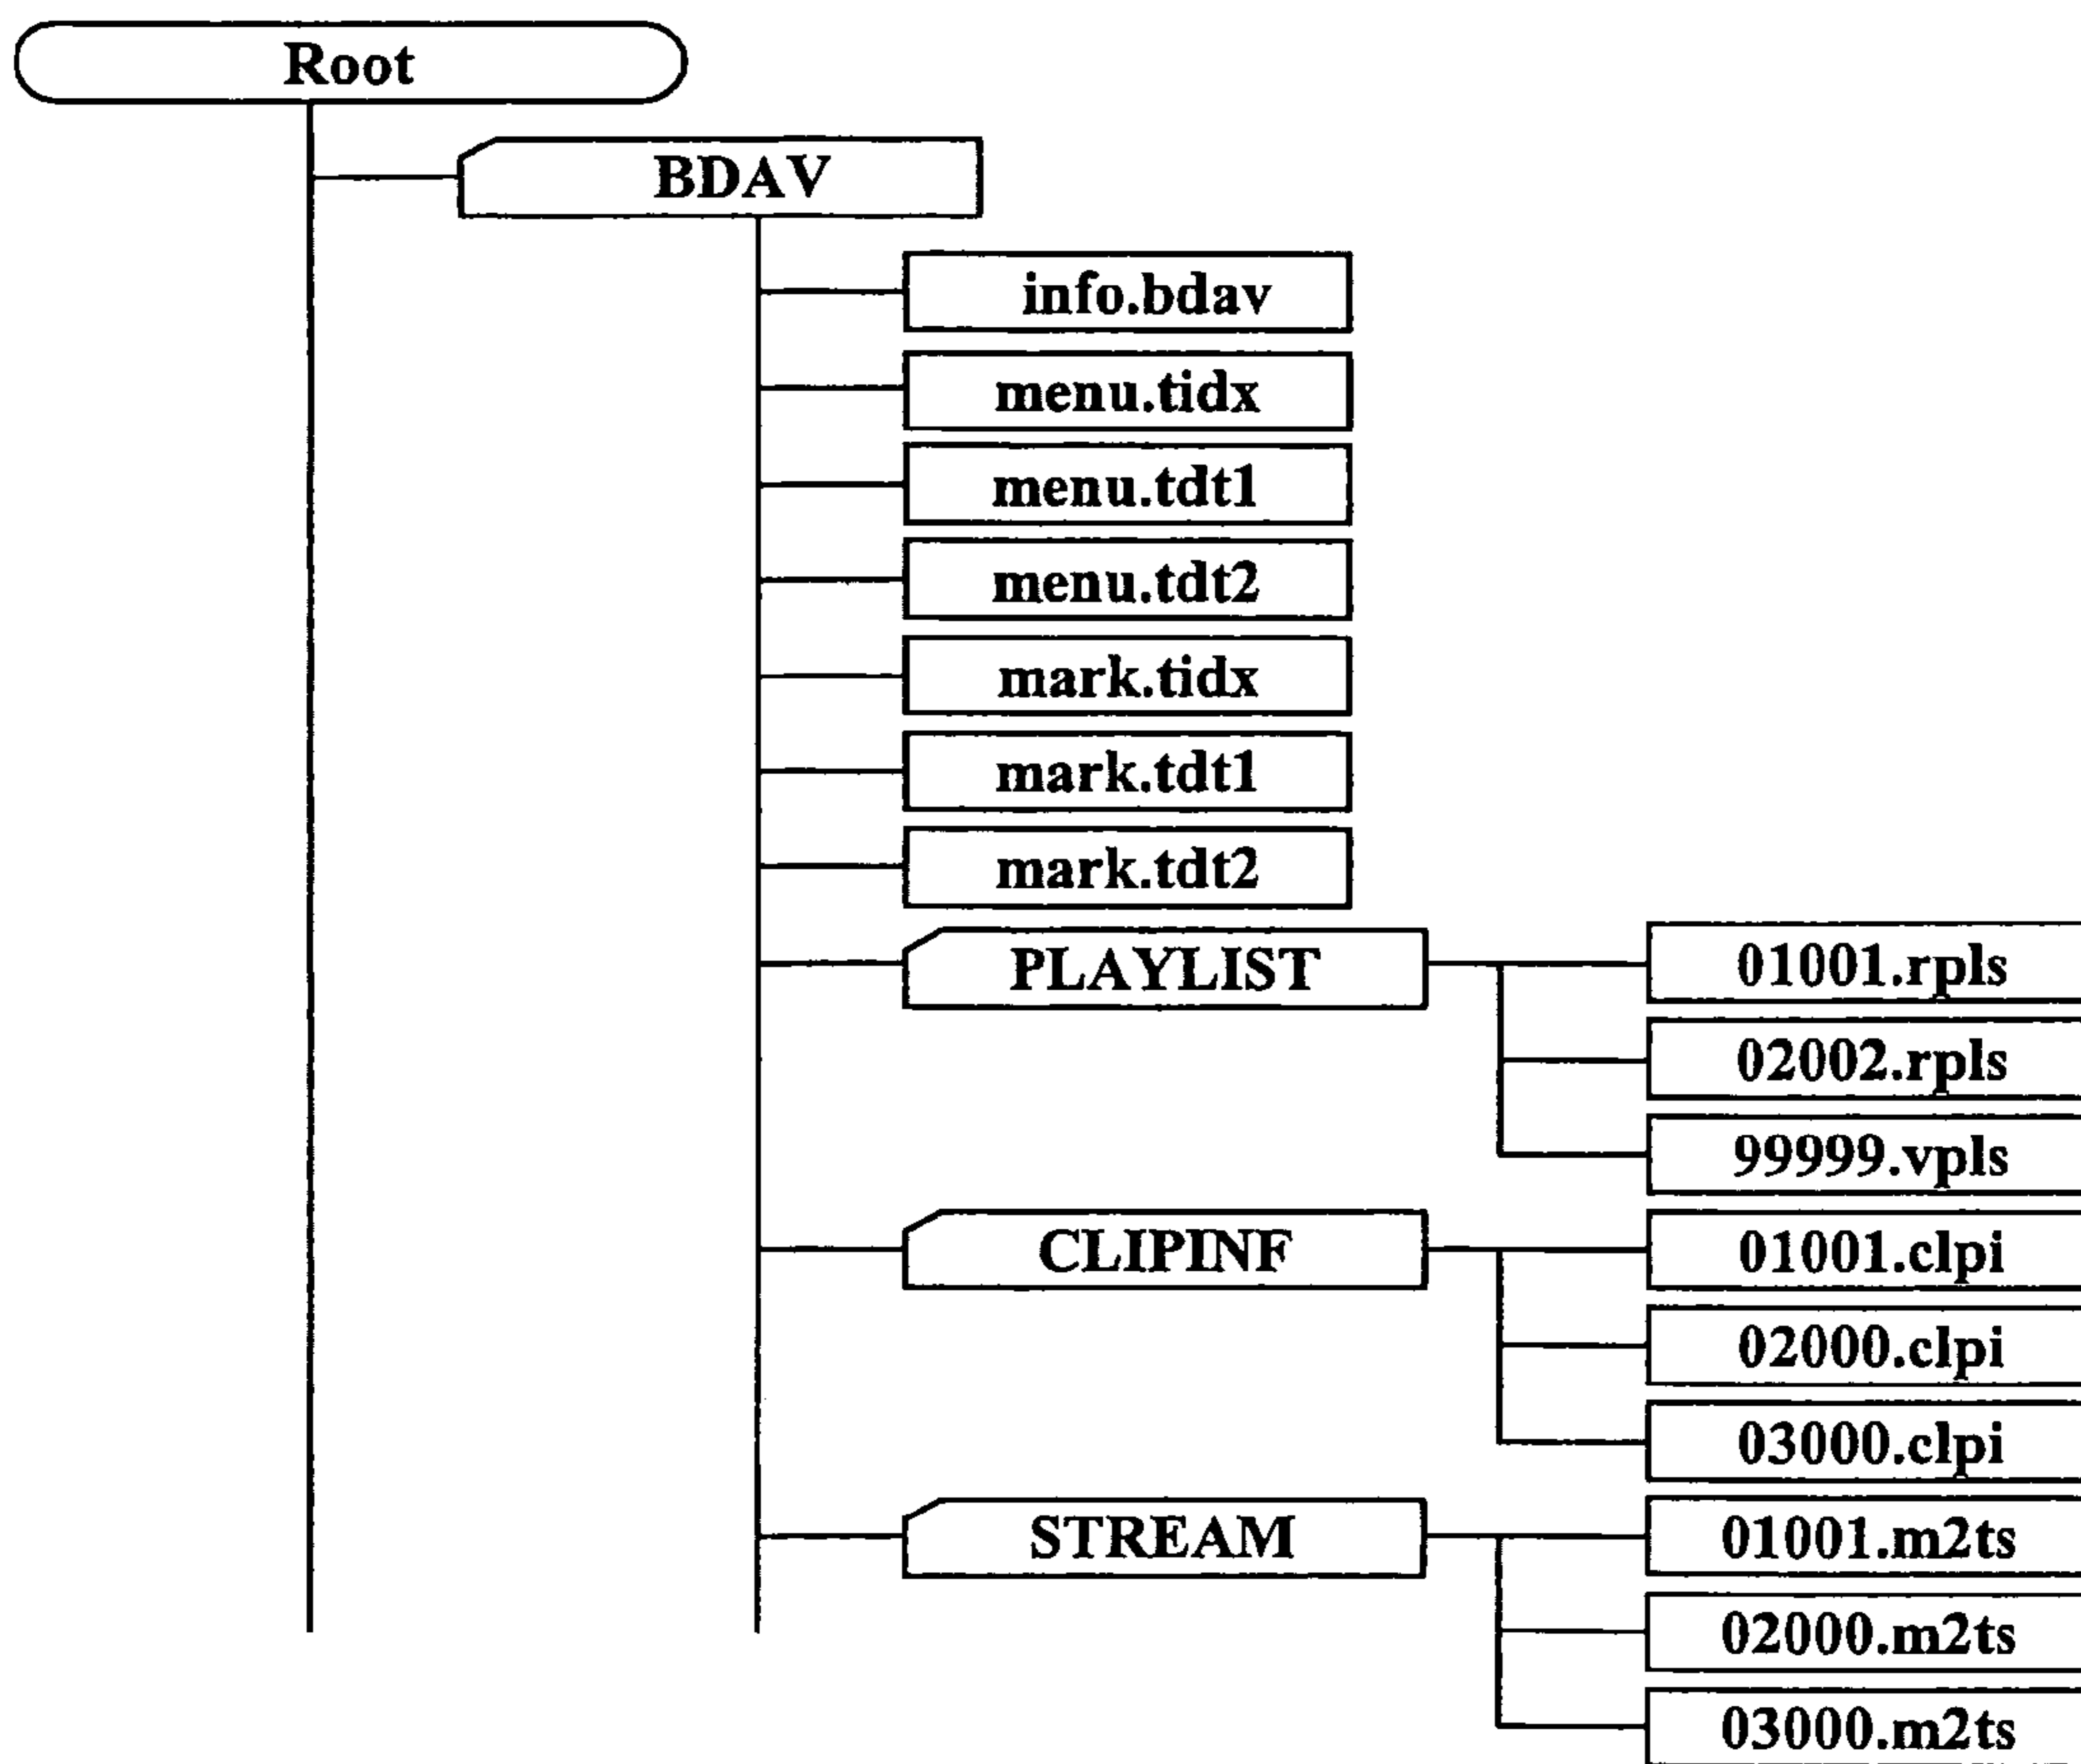 Root
BDAV
info.bdav
menu.tidx
menu.tdt1
menu.tdt2
mark.tidx
mark.tdt1
mark.tdt2
PLAYLIST
01001.rpls
02002.rpls
99999.vpls
CLIPINF
01001.clpi
02000.clpi
03000.clpi
STREAM
01001.m2ts
02000.m2ts
03000.m2ts